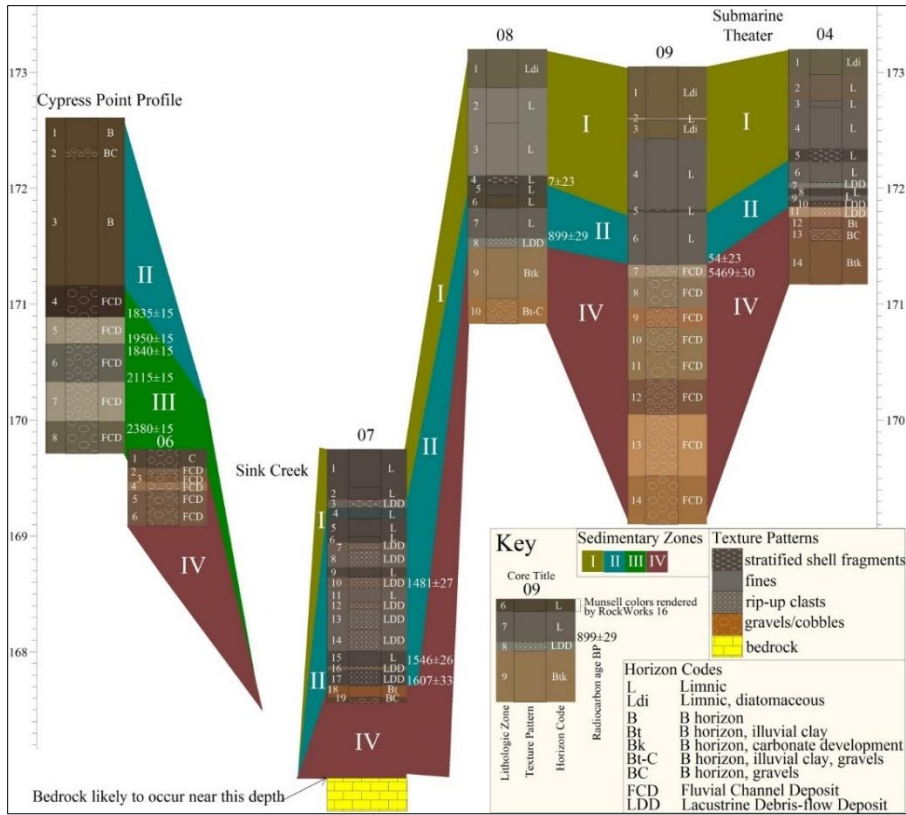 08
Submarine
Theater
04
09
173
173
Cypress Point Profile
172
172
171
171
170
170
169
169
168
168
1 B
2 BC
3 B
4 FCD
5 FCD
6 FCD
7 FCD
8 FCD
II
1835±15
1950±15
1840±15
2115±15
III
2380±15
06
1 C
2 FCD
3 FCD
4 FCD
5 FCD
6 FCD
IV
Sink Creek
07
1 L
2 L
3 LDD
4 L
5 L
6 L
7 LDD
8 LDD
9 L
10 LDD
11 L
12 LDD
13 LDD
14 LDD
15 L
16 LDD
17 LDD
18 Bt
19 BC
I
II
1481±27
1546±26
1607±33
I
II
IV
Bedrock likely to occur near this depth
1 Ldi
2 L
3 L
4 L
5 L
6 L
7 L
8 LDD
9 Btk
10 Bt-C
7±23
899±29
I
II
IV
1 Ldi
2 L
3 Ldi
4 L
5 L
6 L
7 FCD
8 FCD
9 FCD
10 FCD
11 FCD
12 FCD
13 FCD
14 FCD
54±23
5469±30
I
II
IV
1 L
2 L
3 L
4 L
5 L
6 L
7 LDD
8 L
9 L
10 LDD
11 LDD
12 Bt
13 BC
14 Btk
Key
Core Title
09
6 L
7 L
8 LDD
9 Btk
Munsell colors rendered
by RockWorks 16
899±29
Lithologic Zone
Texture Pattern
Horizon Code
Radiocarbon age BP
Sedimentary Zones
I II III IV
Texture Patterns
stratified shell fragments
fines
rip-up clasts
gravels/cobbles
bedrock
Horizon Codes
L Limnic
Ldi Limnic, diatomaceous
B B horizon
Bt B horizon, illuvial clay
Bk B horizon, carbonate development
Bt-C B horizon, illuvial clay, gravels
BC B horizon, gravels
FCD Fluvial Channel Deposit
LDD Lacustrine Debris-flow Deposit